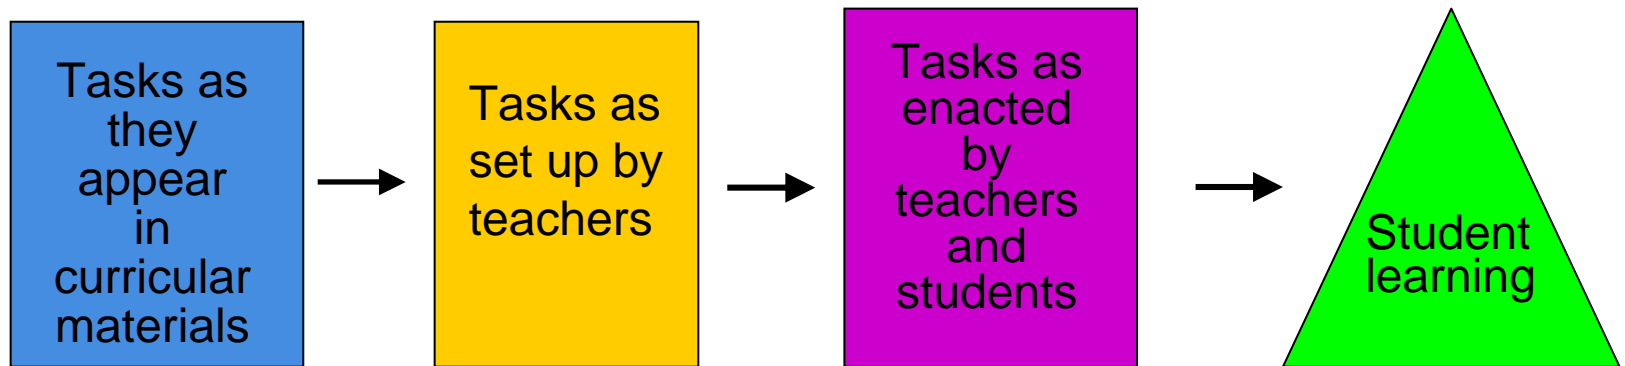 Tasks as
they
appear
in
curricular
materials
Tasks as
set up by
teachers
Tasks as
enacted
by
teachers
and
students
Student
learning